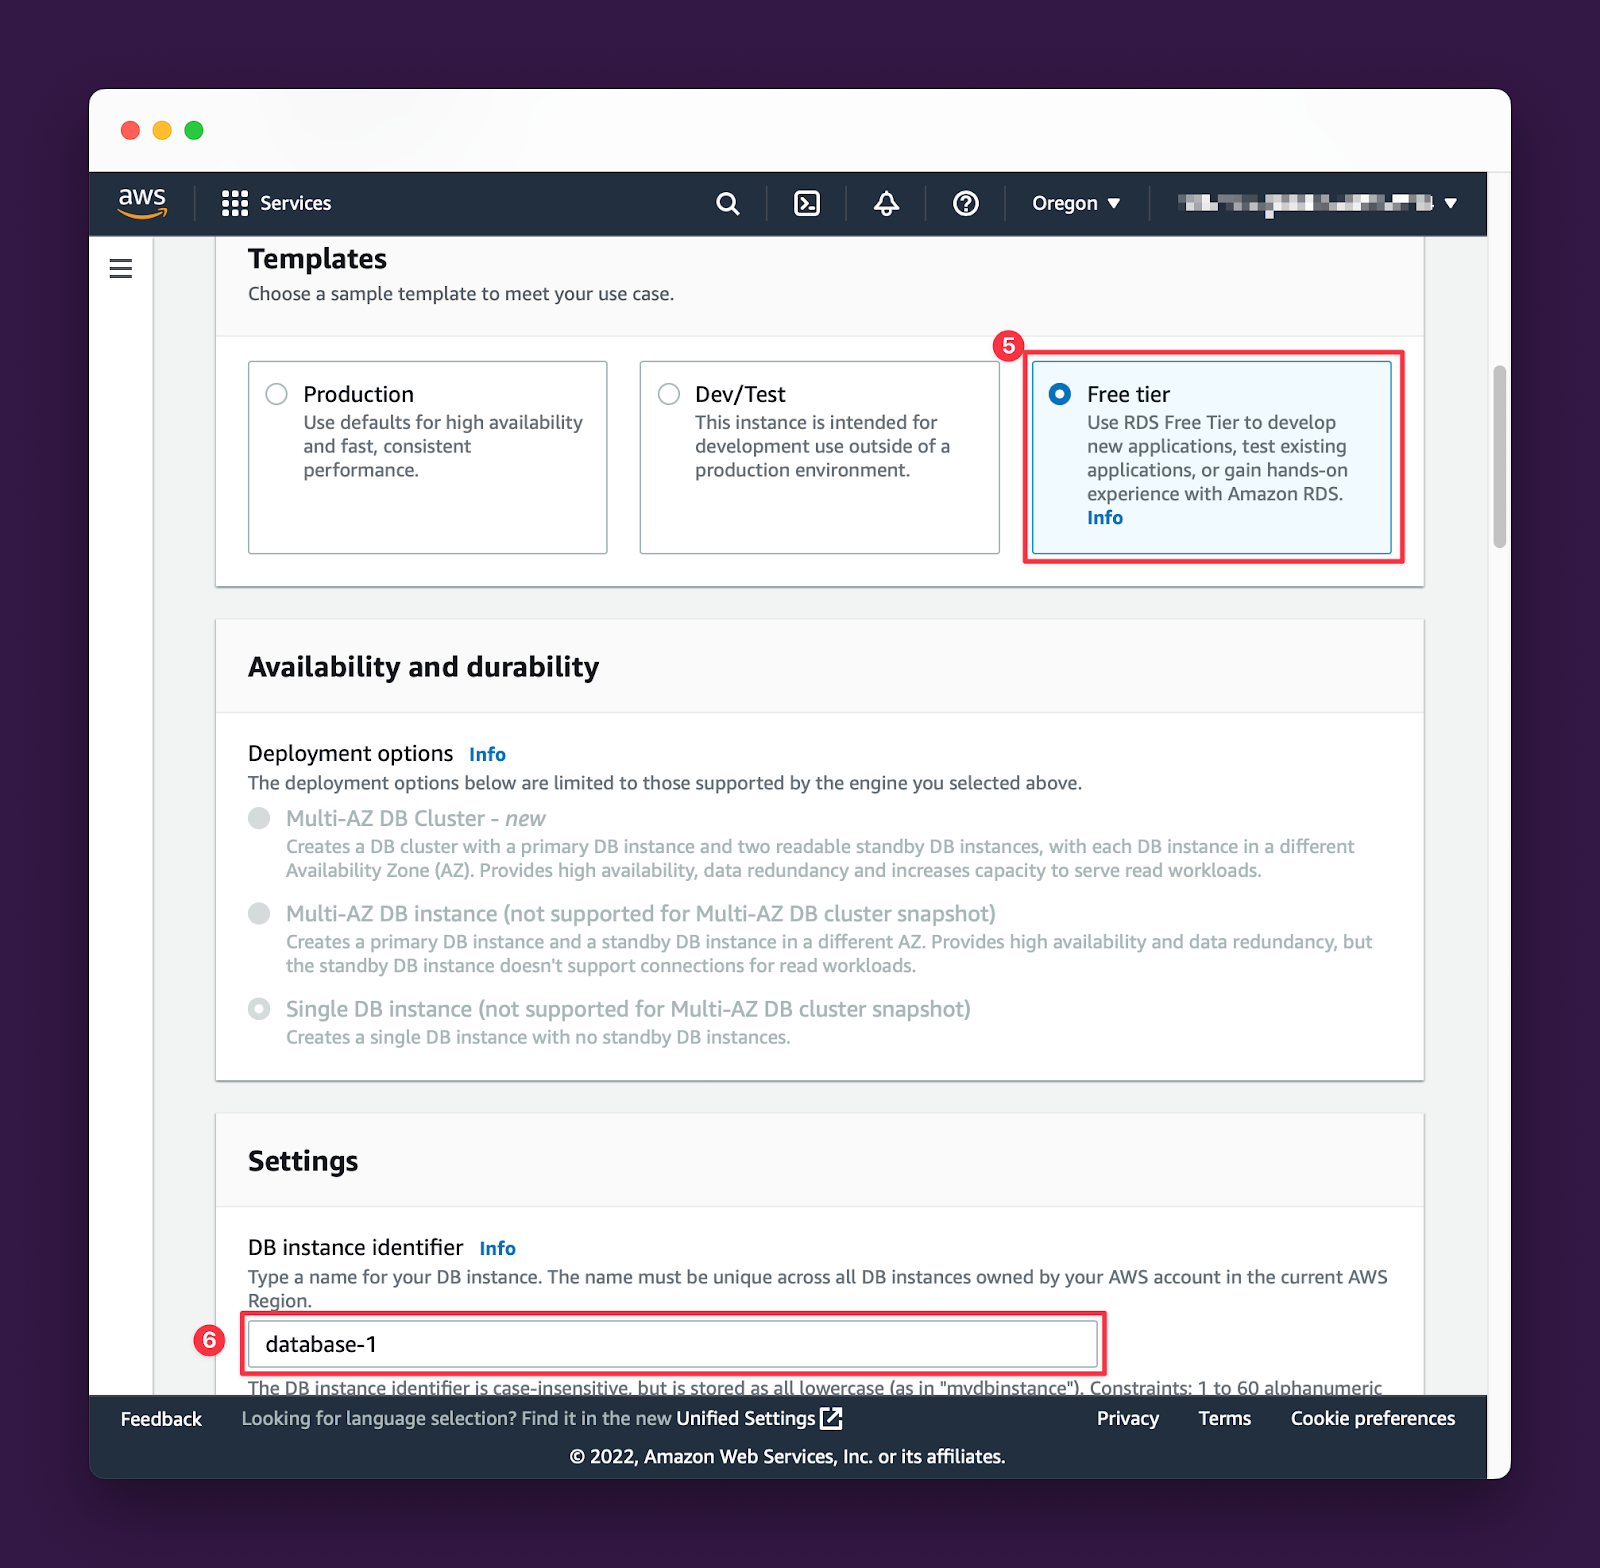 aws
Services
Oregon
Templates
Choose a sample template to meet your use case.
5
Production
Use defaults for high availability
and fast, consistent
performance.
Dev/Test
This instance is intended for
development use outside of a
production environment.
Free tier
Use RDS Free Tier to develop
new applications, test existing
applications, or gain hands-on
experience with Amazon RDS.
Info
Availability and durability
Deployment options Info
The deployment options below are limited to those supported by the engine you selected above.
Multi-AZ DB Cluster - new
Creates a DB cluster with a primary DB instance and two readable standby DB instances, with each DB instance in a different
Availability Zone (AZ). Provides high availability, data redundancy and increases capacity to serve read workloads.
Multi-AZ DB instance (not supported for Multi-AZ DB cluster snapshot)
Creates a primary DB instance and a standby DB instance in a different AZ. Provides high availability and data redundancy, but
the standby DB instance doesn't support connections for read workloads.
Single DB instance (not supported for Multi-AZ DB cluster snapshot)
Creates a single DB instance with no standby DB instances.
Settings
DB instance identifier Info
Type a name for your DB instance. The name must be unique across all DB instances owned by your AWS account in the current AWS
Region.
6
database-1
The DB instance identifier is case-insensitive, but is stored as all lowercase (as in "mydbinstance"). Constraints: 1 to 60 alphanumeric
Feedback
Looking for language selection? Find it in the new Unified Settings
Privacy
Terms
Cookie preferences
© 2022, Amazon Web Services, Inc. or its affiliates.